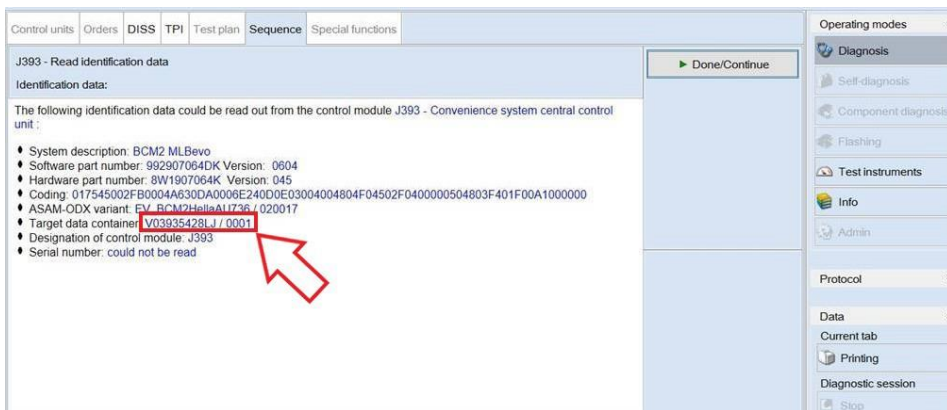 Control units Orders DISS TPI Test plan Sequence Special functions
J393 - Read identification data
Identification data:
Done/Continue
The following identification data could be read out from the control module J393 - Convenience system central control
unit :
System description: BCM2 MLBevo
Software part number: 992907064DK Version: 0604
Hardware part number: 8W1907064K Version: 045
Coding: 017545002FB0004A630DA0006E240D0E03004004804F04502F0400000504803F401F00A1000000
ASAM-ODX variant: EV_BCM2HellaAU736 / 020017
Target data container: V03935428LJ / 0001
Designation of control module: J393
Serial number: could not be read
Operating modes
Diagnosis
Self-diagnosis
Component diagnosis
Flashing
Test instruments
Info
Admin
Protocol
Data
Current tab
Printing
Diagnostic session
Stop